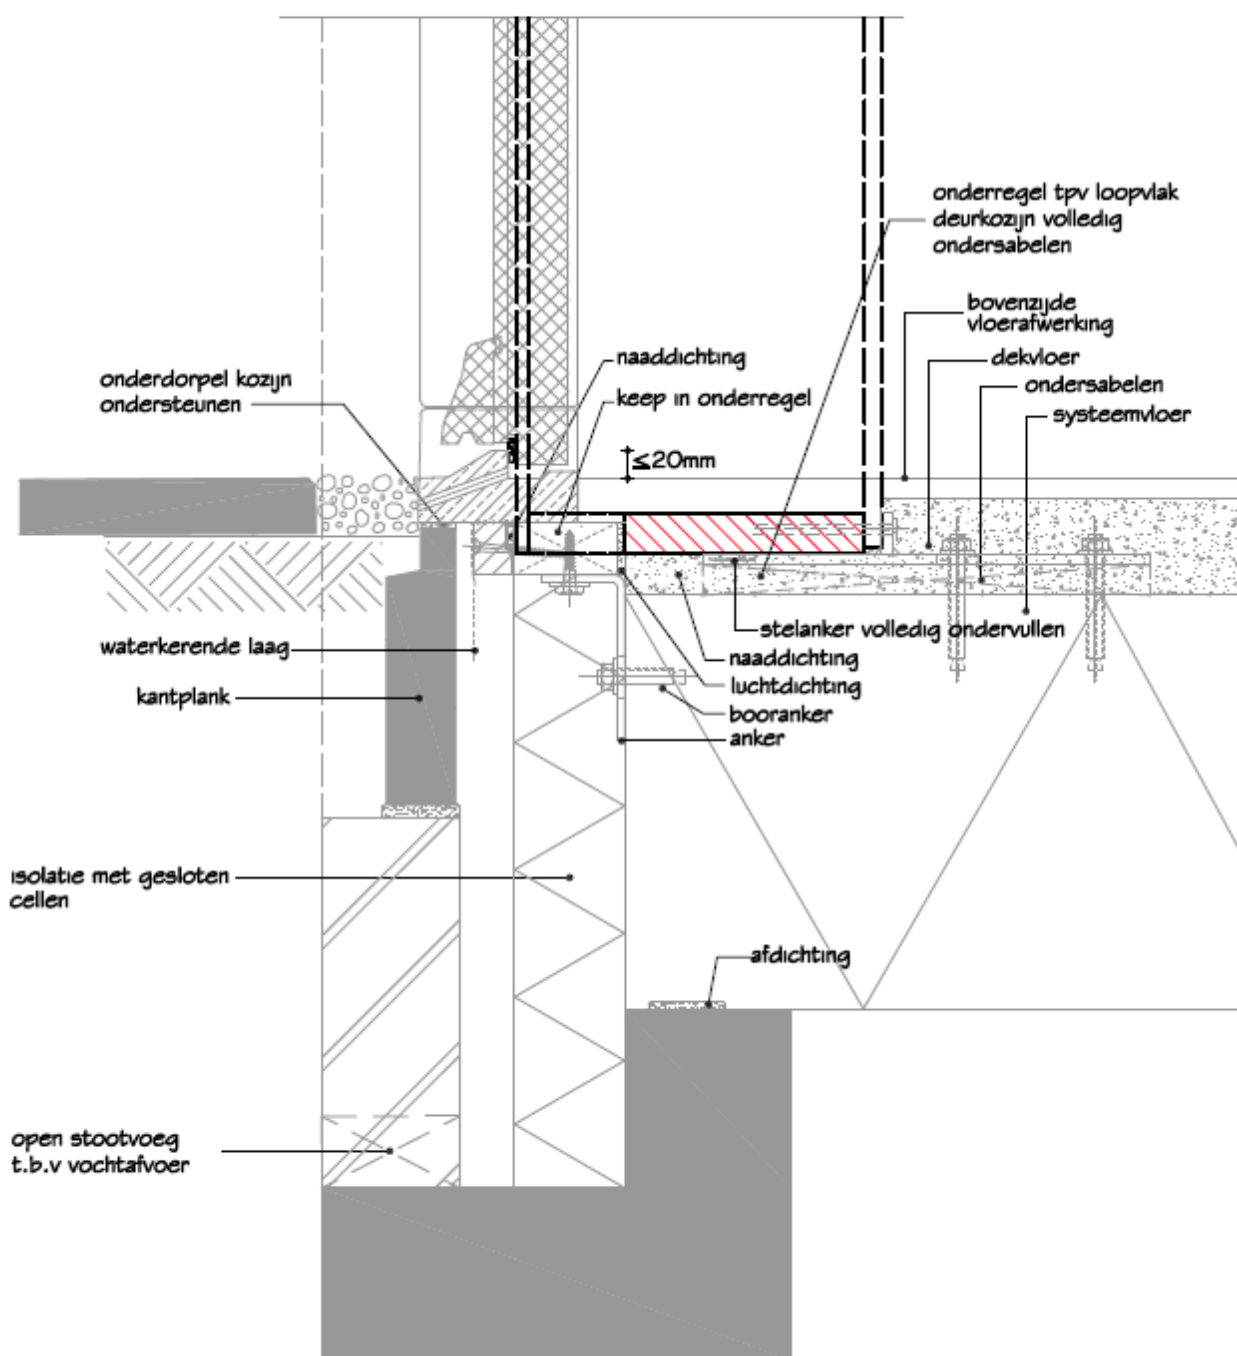 onderregel tpv loopvlak
deurkozijn volledig
ondersabelen
bovenzijde
vloerafwerking
naaddichting
dekvloer
onderdorpel kozijn
ondersteunen
keep in onderregel
ondersabelen
systeemvloer
≤20mm
stelanker volledig ondervullen
waterkerende laag
naaddichting
luchtdichting
kantplank
booranker
anker
isolatie met gesloten
cellen
afdichting
open stootvoeg
t.b.v vochtafvoer